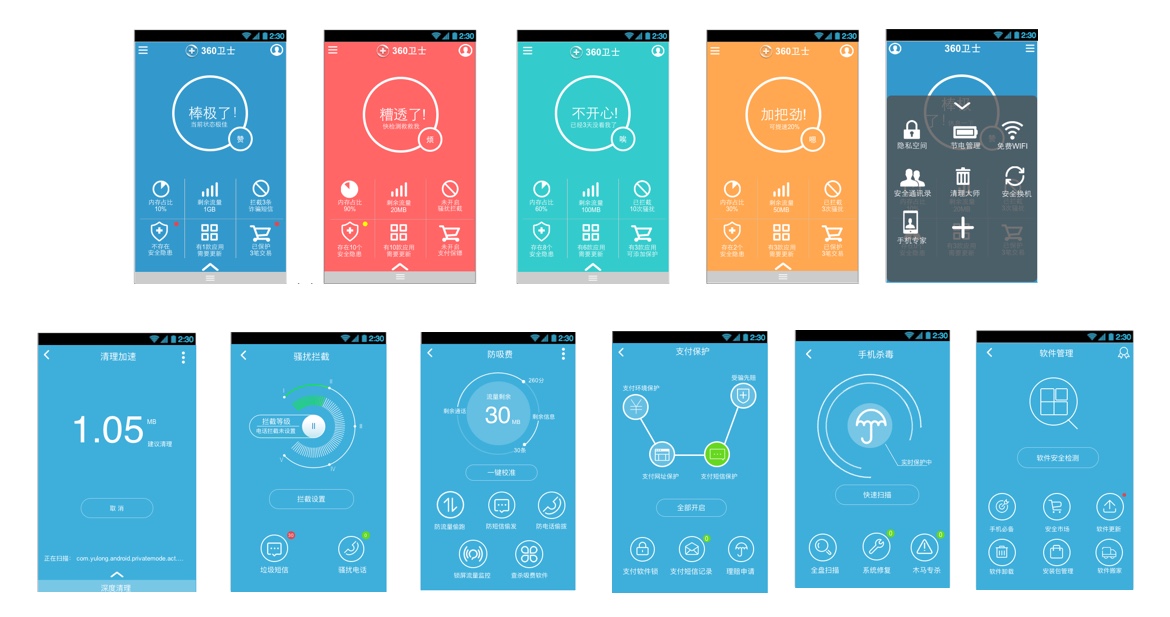 2:30
360卫士
棒极了!
当前状态极佳
赞
内存占比
10%
剩余流量
1GB
拦截3条
诈骗短信
不存在
安全隐患
有1款应用
需要更新
已保护
3笔交易
2:30
360卫士
糟透了!
快检测救救我
烦
内存占比
90%
剩余流量
20MB
未开启
骚扰拦截
存在10个
安全隐患
有10款应用
需要更新
未开启
支付保镖
2:30
360卫士
不开心!
已经3天没看我了
唉
内存占比
60%
剩余流量
100MB
已拦截
10次骚扰
存在8个
安全隐患
有6款应用
需要更新
有3款应用
可添加保护
2:30
360卫士
加把劲!
可提速20%
内存占比
30%
剩余流量
50MB
已拦截
5次骚扰
存在2个
安全隐患
有3款应用
需要更新
已保护
3笔交易
2:30
360卫士
隐私空间
节电管理
免费WIFI
安全通讯录
清理大师
安全换机
手机专家
2:30
清理加速
1.05 MB
建议清理
取 消
正在扫描: com.yulong.android.privatemode.act....
深度清理
2:30
骚扰拦截
拦截等级
电话拦截未设置
II
拦截设置
垃圾短信
骚扰电话
2:30
防吸费
260分
流量剩余
30 MB
剩余通话
剩余信息
30条
一键校准
防流量偷跑
防短信偷发
防电话偷拨
锁屏流量监控
查杀吸费软件
2:30
支付保护
支付环境保护
受骗先赔
支付网址保护
支付短信保护
全部开启
0
支付软件锁
支付短信记录
理赔申请
2:30
手机杀毒
实时保护中
快速扫描
0
0
全盘扫描
系统修复
木马专杀
2:30
软件管理
软件安全检测
手机必备
安全市场
软件更新
软件卸载
安装包管理
软件搬家